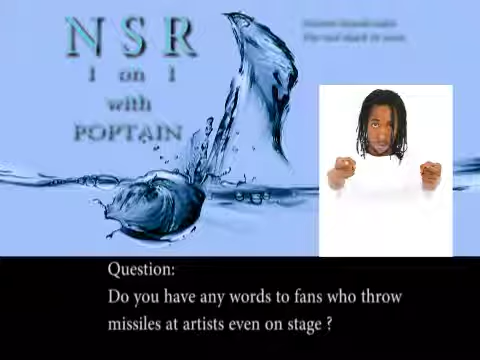 N S R
1 on 1
with
POPTAIN
Question:
Do you have any words to fans who throw
missiles at artists even on stage ?